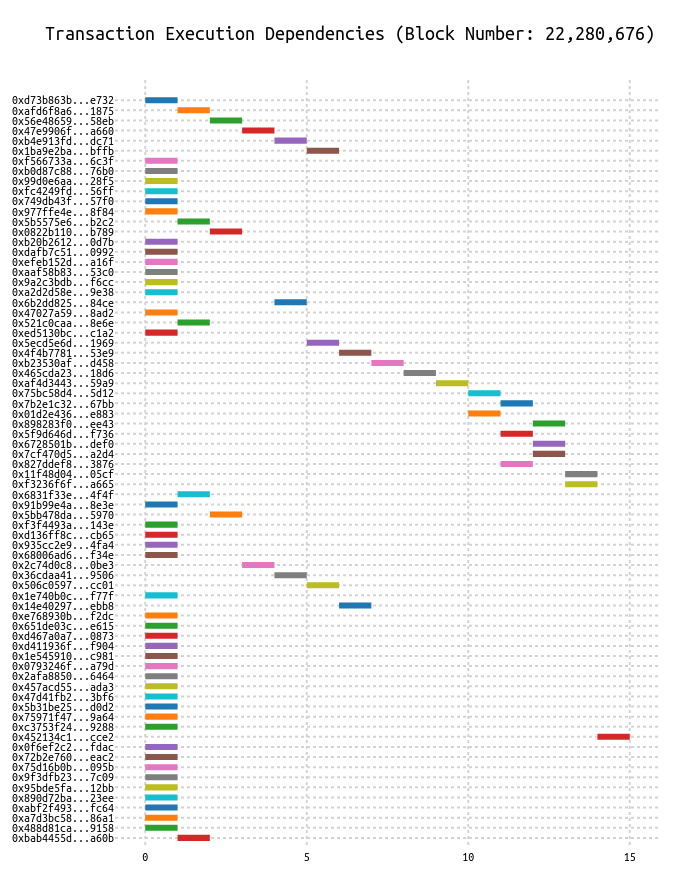 Transaction Execution Dependencies (Block Number: 22,280,676)
0xd73b863b...e732
0xafd6f8a6...1875
0x56e48659...58eb
0x47e9906f...a660
0xb4e913fd...dc71
0x1ba9e2ba...bffb
0xf566733a...6c3f
0xb0d87c88...76b0
0x99d0e6aa...28f5
0xfc4249fd...56ff
0x749db43f...57f0
0x977ffe4e...8f84
0x5b5575e6...b2c2
0x0822b110...b789
0xb20b2612...0d7b
0xdafb7c51...0992
0xefeb152d...a16f
0xaaf58b83...53c0
0x9a2c3bdb...f6cc
0xa2d2d58e...9e38
0x6b2dd825...84ce
0x47027a59...8ad2
0x521c0caa...8e6e
0xed5130bc...c1a2
0x5ecd5e6d...1969
0x4f4b7781...53e9
0xb23530af...d458
0x465cda23...18d6
0xaf4d3443...59a9
0x75bc58d4...5d12
0x7b2e1c32...67bb
0x01d2e436...e883
0x898283f0...ee43
0x5f9d646d...f736
0x6728501b...def0
0x7cf470d5...a2d4
0x827ddef8...3876
0x11f48d04...05cf
0xf3236f6f...a665
0x6831f33e...4f4f
0x91b99e4a...8e3e
0x5bb478da...5970
0xf3f4493a...143e
0xd136ff8c...cb65
0x935cc2e9...4fa4
0x68006ad6...f34e
0x2c74d0c8...0be3
0x36cdaa41...9506
0x506c0597...cc01
0x1e740b0c...f77f
0x14e40297...ebb8
0xe768930b...f2dc
0x651de03c...e615
0xd467a0a7...0873
0xd411936f...f904
0x1e545910...c981
0x0793246f...a79d
0x2afa8850...6464
0x457acd55...ada3
0x47d41fb2...3bf6
0x5b31be25...d0d2
0x75971f47...9a64
0xc3753f24...9288
0x452134c1...cce2
0x0f6ef2c2...fdac
0x72b2e760...eac2
0x75d16b0b...095b
0x9f3dfb23...7c09
0x95bde5fa...12bb
0x890d72ba...23ee
0xabf2f493...fc64
0xa7d3bc58...86a1
0x488d81ca...9158
0xbab4455d...a60b
0 5 10 15